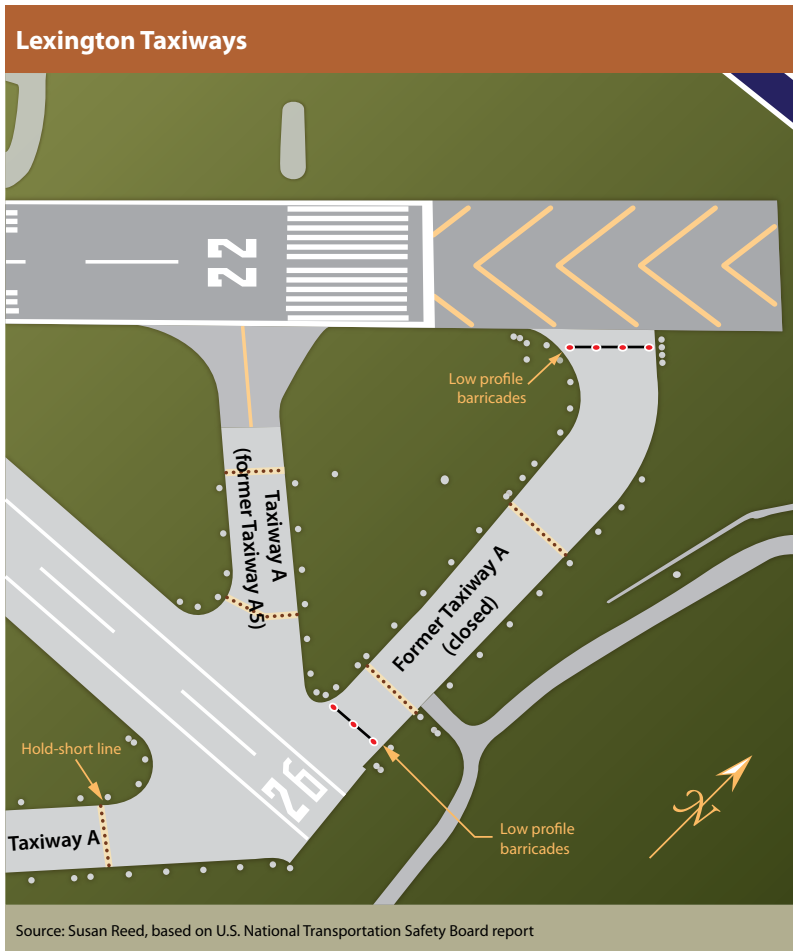 Lexington Taxiways
22
Low profile
barricades
Taxiway A
(former Taxiway A5)
Former Taxiway A
(closed)
26
Hold-short line
Taxiway A
Low profile
barricades
N
Source: Susan Reed, based on U.S. National Transportation Safety Board report